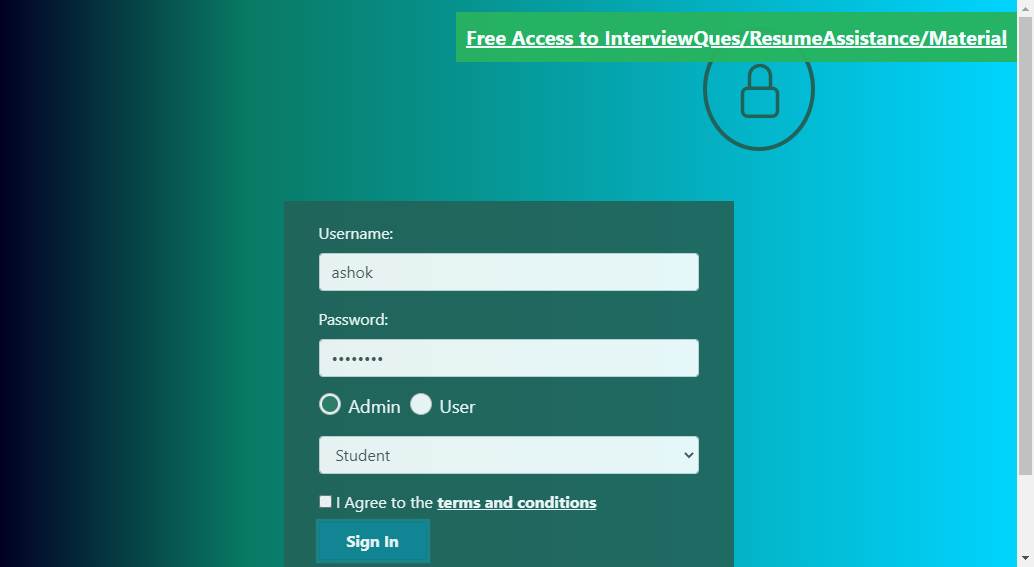 Free Access to InterviewQues/ResumeAssistance/Material
Username:
ashok
Password:
••••••••
Admin User
Student
I Agree to the terms and conditions
Sign In